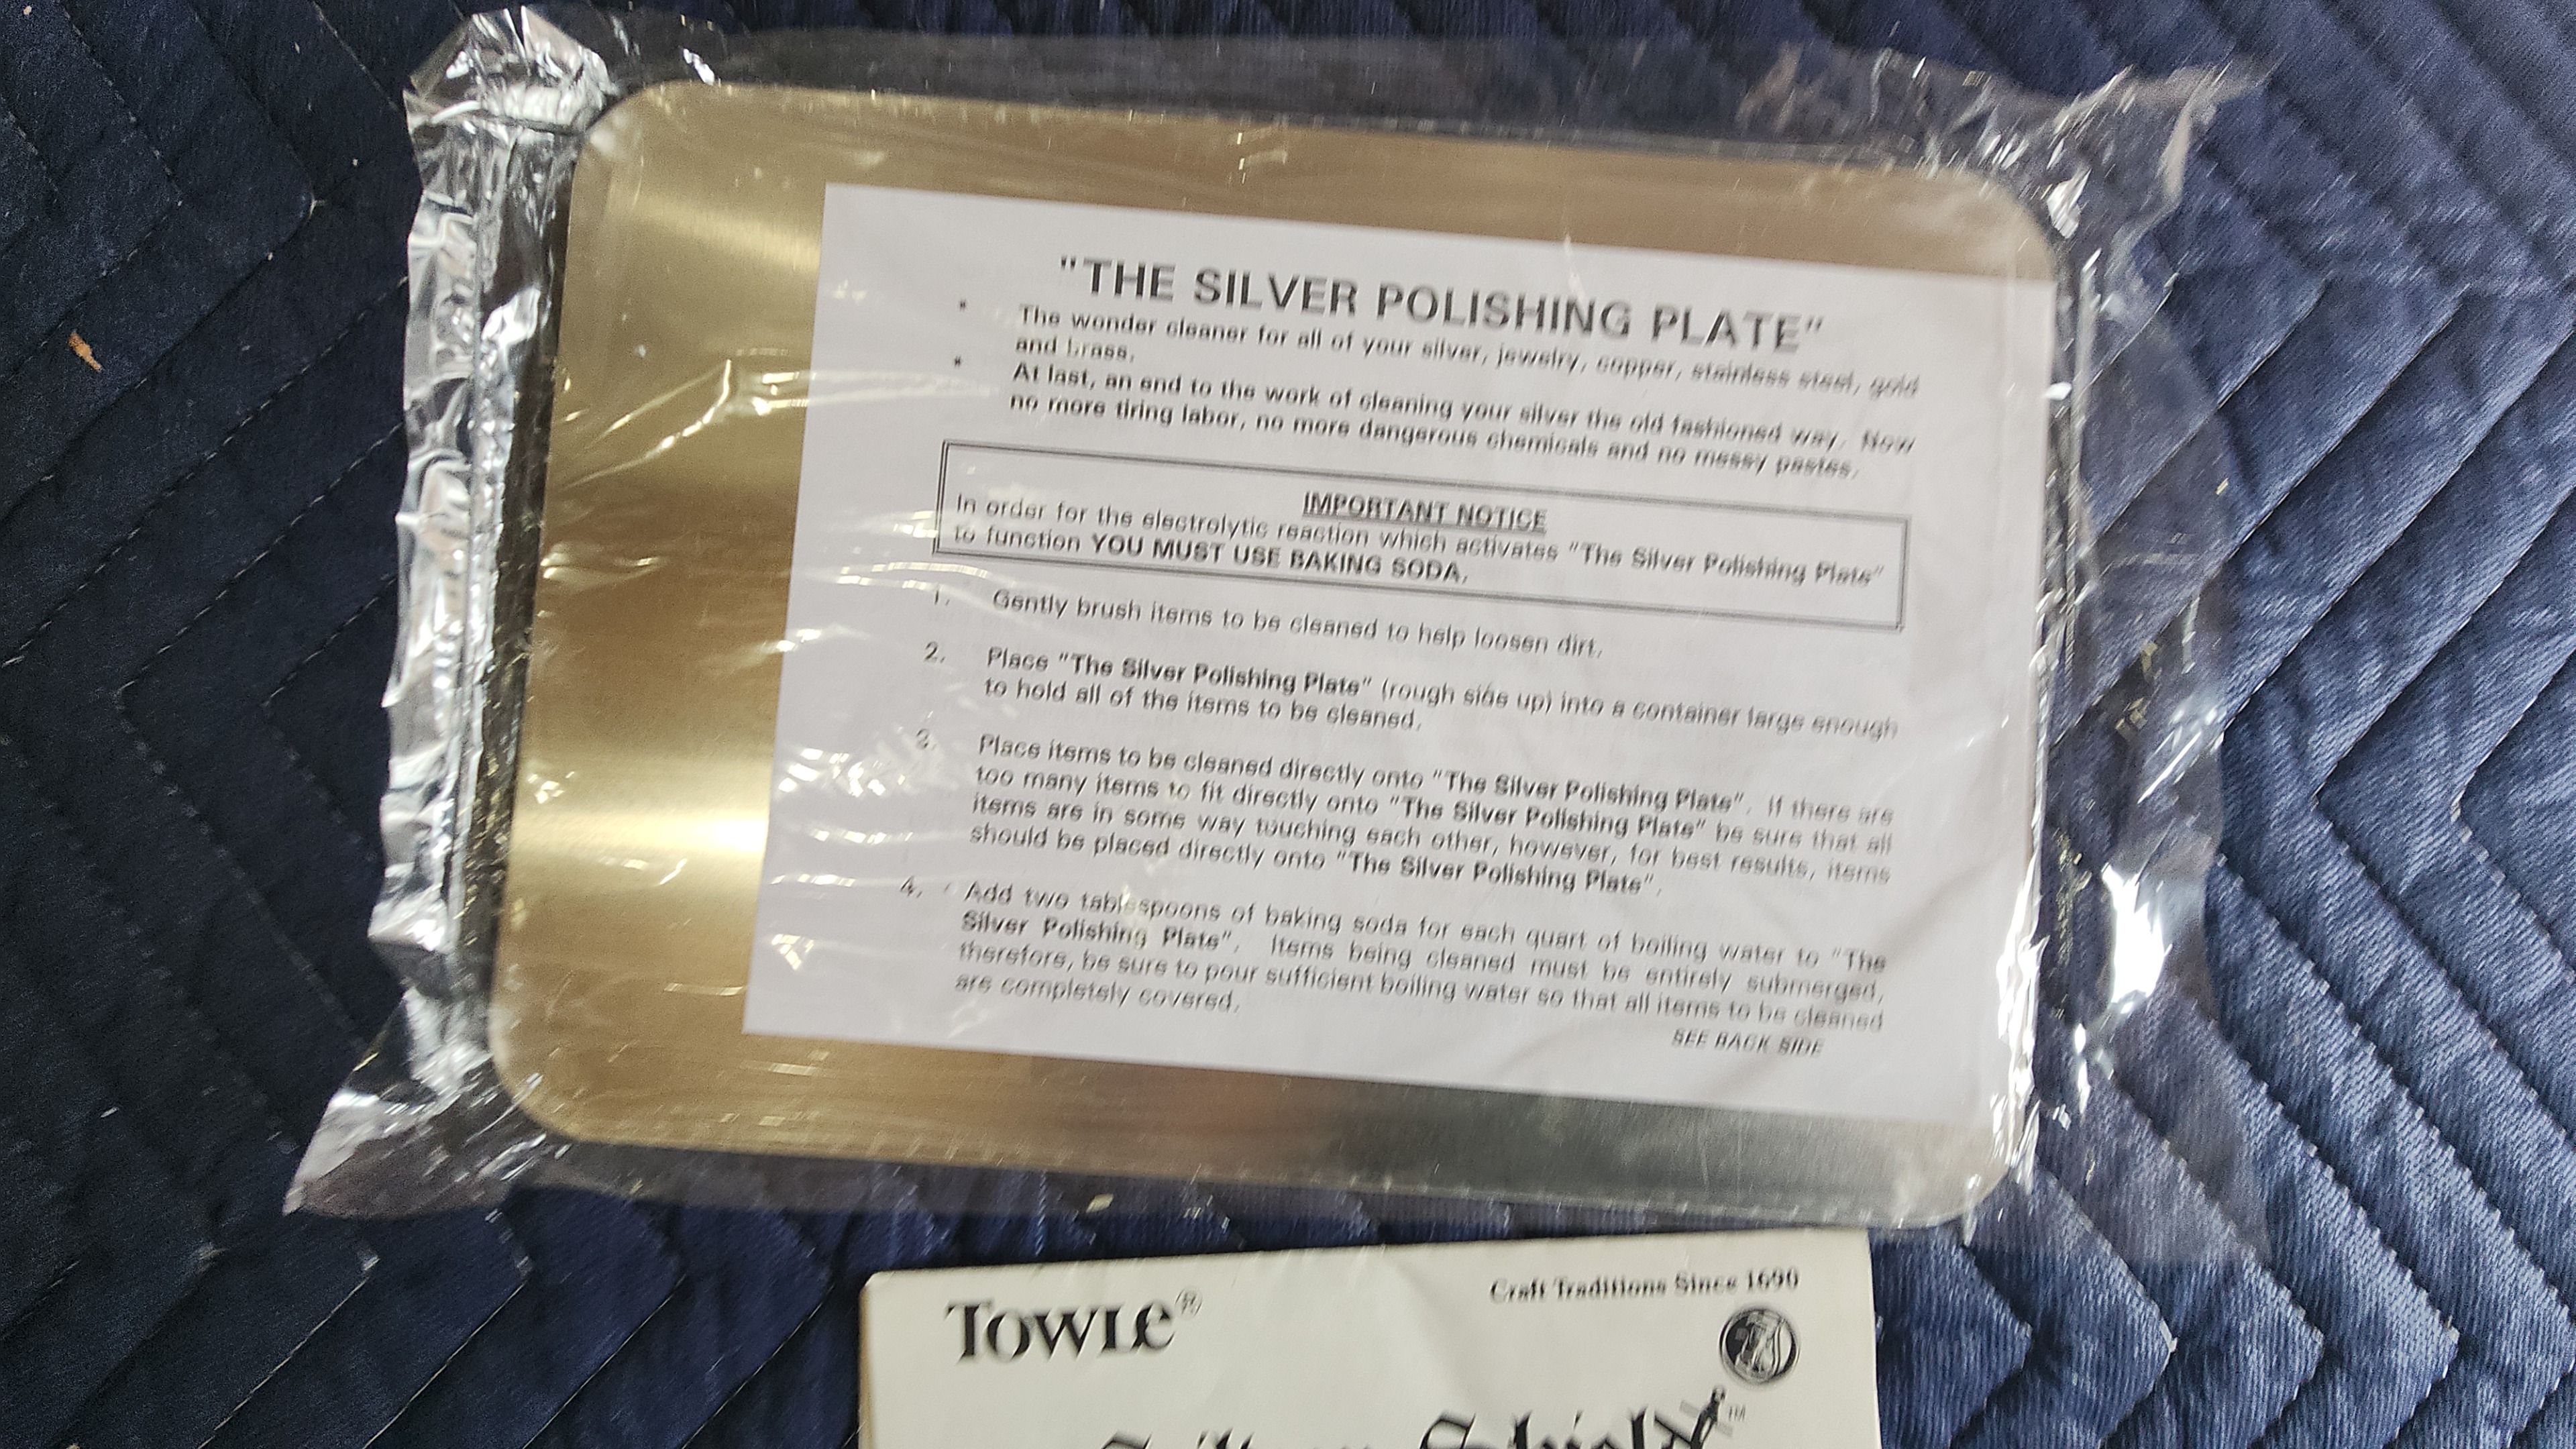 "THE SILVER POLISHING PLATE"
• The wonder cleaner for all of your silver, jewelry, copper, stainless steel, gold
and brass.
• At last, an end to the work of cleaning your silver the old fashioned way. Now
no more tiring labor, no more dangerous chemicals and no messy pastes.
IMPORTANT NOTICE
In order for the electrolytic reaction which activates "The Silver Polishing Plate"
to function YOU MUST USE BAKING SODA.
1. Gently brush items to be cleaned to help loosen dirt.
2. Place "The Silver Polishing Plate" (rough side up) into a container large enough
to hold all of the items to be cleaned.
3. Place items to be cleaned directly onto "The Silver Polishing Plate". If there are
too many items to fit directly onto "The Silver Polishing Plate" be sure that all
items are in some way touching each other, however, for best results, items
should be placed directly onto "The Silver Polishing Plate".
4. Add two tablespoons of baking soda for each quart of boiling water to "The
Silver Polishing Plate". Items being cleaned must be entirely submerged,
therefore, be sure to pour sufficient boiling water so that all items to be cleaned
are completely covered.
SEE BACK SIDE
TOWLE®
Craft Traditions Since 1690
Shield™